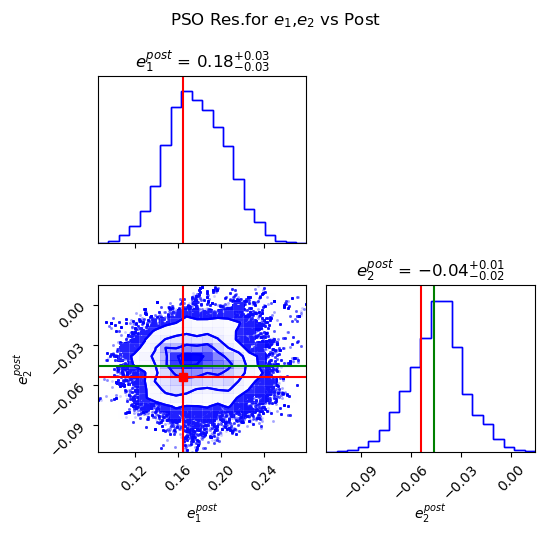 PSO Res.for e₁,e₂ vs Post
e₁ᵖᵒˢᵗ = 0.18⁺⁰·⁰³₋₀.₀₃
e₂ᵖᵒˢᵗ = −0.04⁺⁰·⁰¹₋₀.₀₂
0.00
−0.03
−0.06
−0.09
e₂ᵖᵒˢᵗ
0.12 0.16 0.20 0.24
−0.09 −0.06 −0.03 0.00
e₁ᵖᵒˢᵗ
e₂ᵖᵒˢᵗ